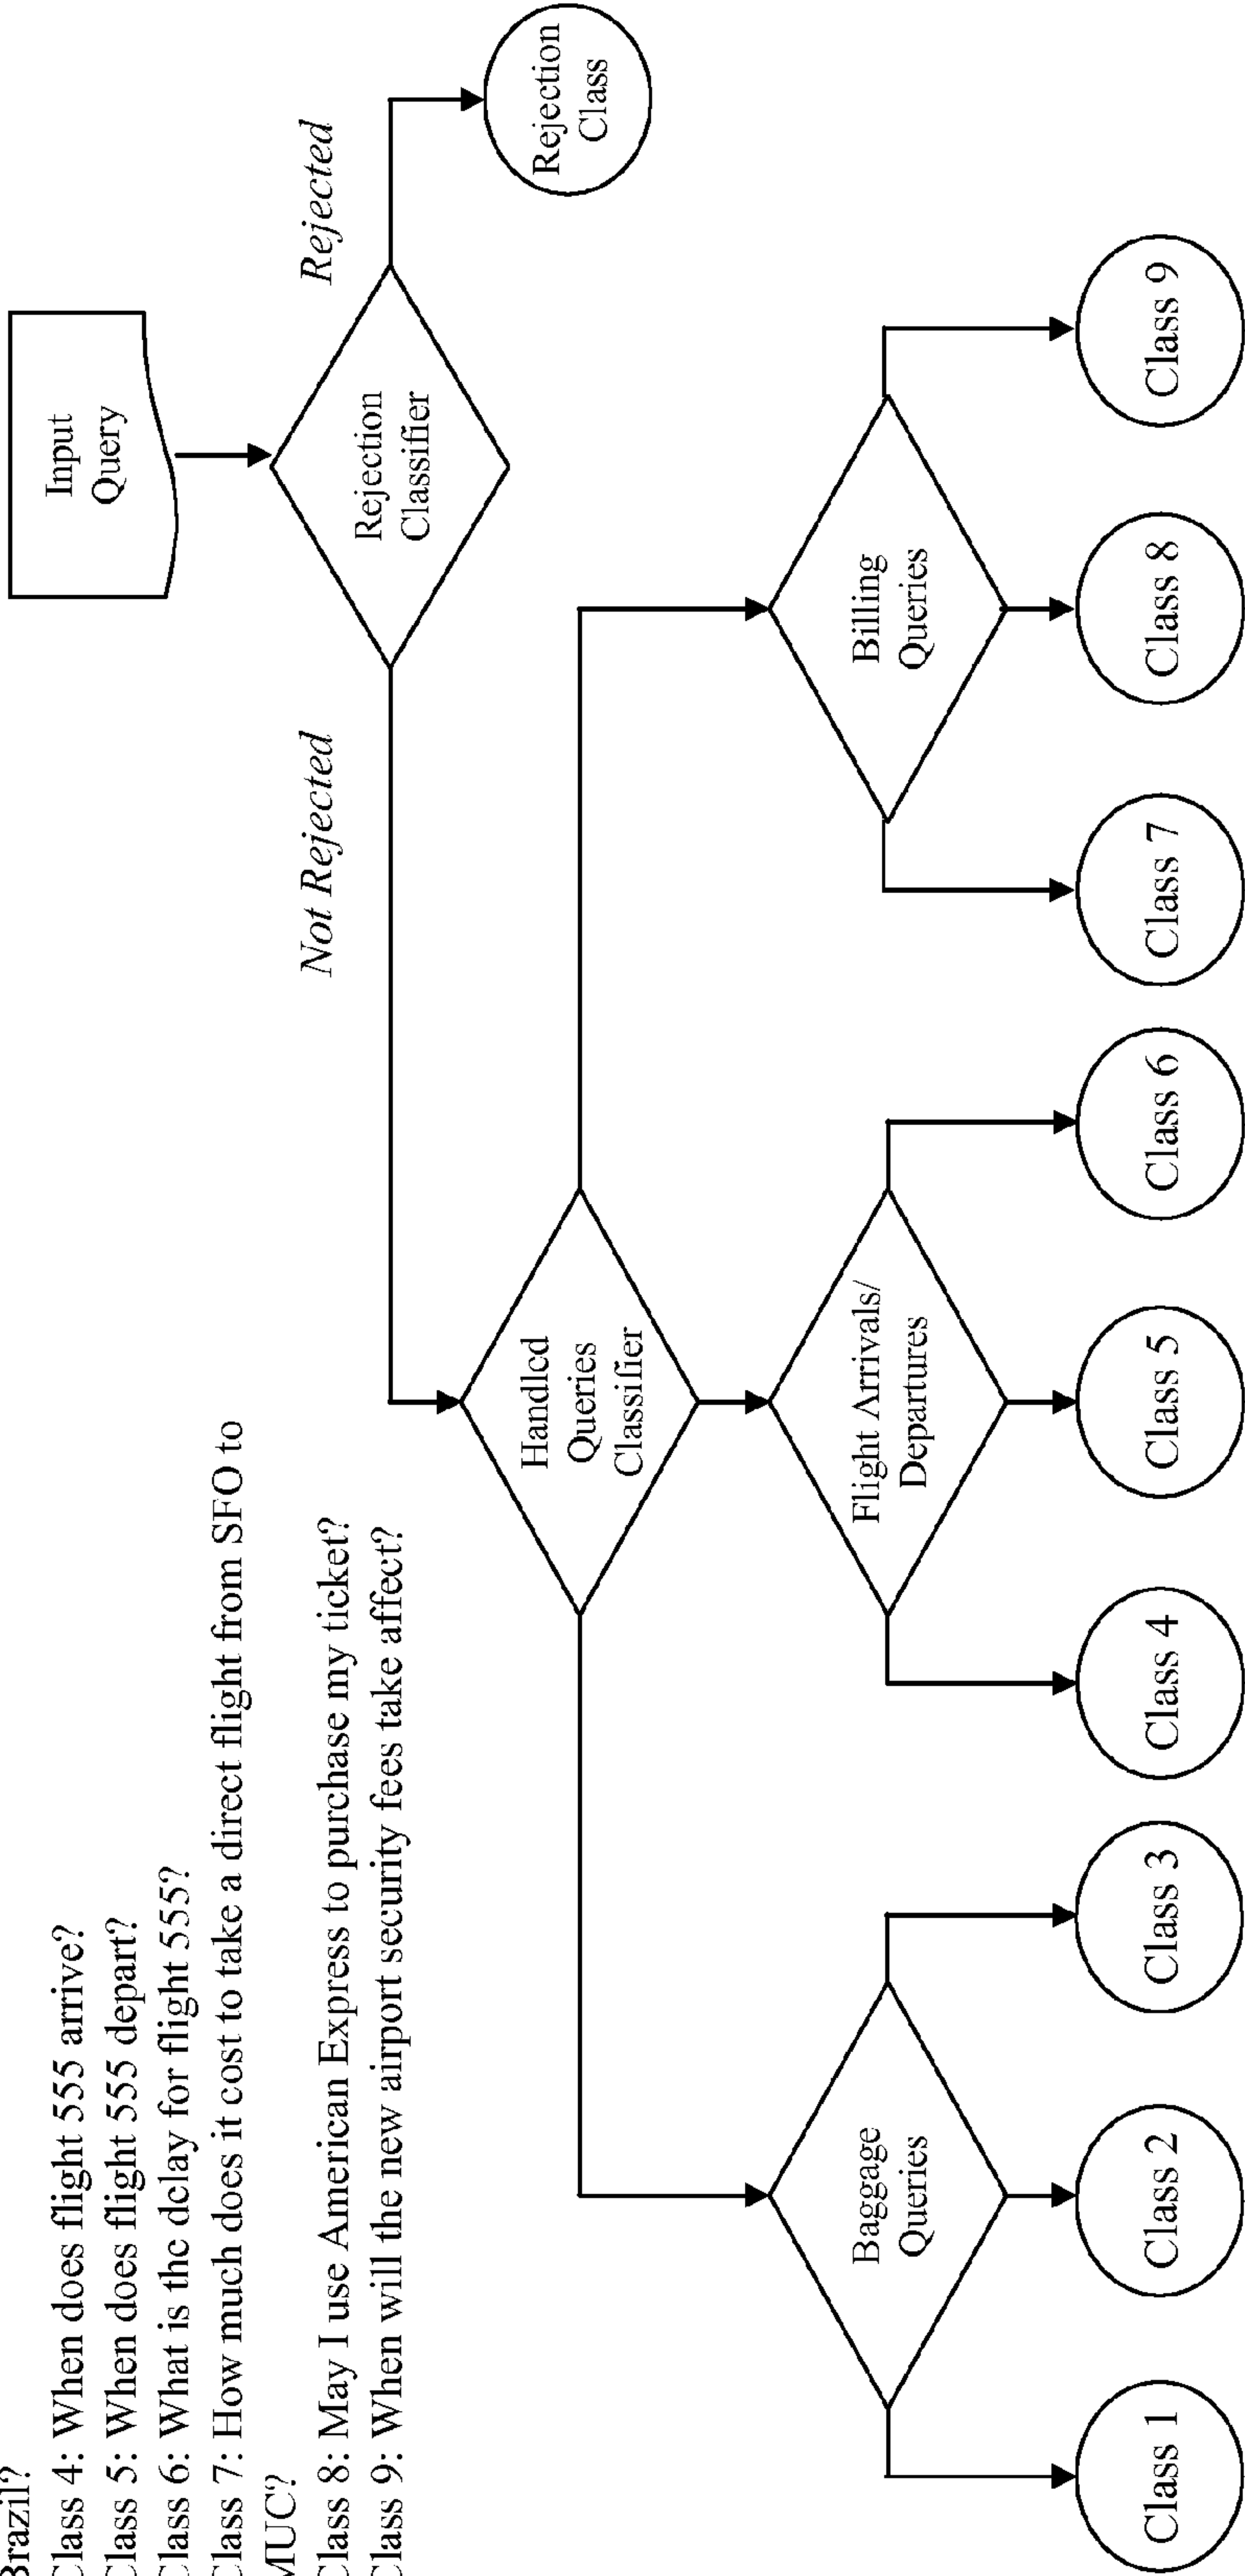 Brazil?
Class 4: When does flight 555 arrive?
Class 5: When does flight 555 depart?
Class 6: What is the delay for flight 555?
Class 7: How much does it cost to take a direct flight from SFO to
MUC?
Class 8: May I use American Express to purchase my ticket?
Class 9: When will the new airport security fees take affect?
Input
Query
Rejection
Classifier
Rejected
Not Rejected
Rejection
Class
Handled
Queries
Classifier
Baggage
Queries
Flight Arrivals/
Departures
Billing
Queries
Class 1
Class 2
Class 3
Class 4
Class 5
Class 6
Class 7
Class 8
Class 9